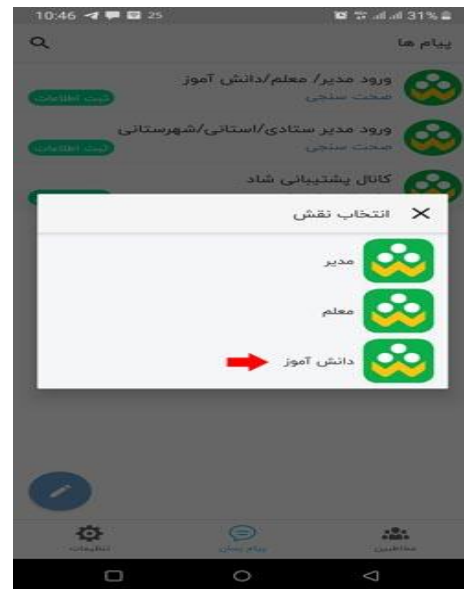 10:46 25 31%
پیام ها
ورود مدیر/ معلم/دانش آموز
صحت سنجی
ثبت اطلاعات
ورود مدیر ستادی/استانی/شهرستانی
صحت سنجی
ثبت اطلاعات
کانال پشتیبانی شاد
انتخاب نقش
مدیر
معلم
دانش آموز
مخاطبین
پیام رسان
تنظیمات